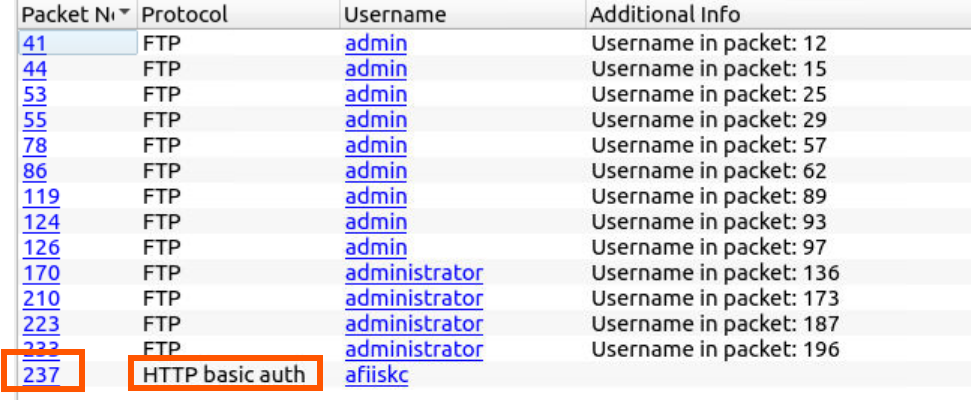 Packet No Protocol Username Additional Info
41 FTP admin Username in packet: 12
44 FTP admin Username in packet: 15
53 FTP admin Username in packet: 25
55 FTP admin Username in packet: 29
78 FTP admin Username in packet: 57
86 FTP admin Username in packet: 62
119 FTP admin Username in packet: 89
124 FTP admin Username in packet: 93
126 FTP admin Username in packet: 97
170 FTP administrator Username in packet: 136
210 FTP administrator Username in packet: 173
223 FTP administrator Username in packet: 187
233 FTP administrator Username in packet: 196
237 HTTP basic auth afiiskc